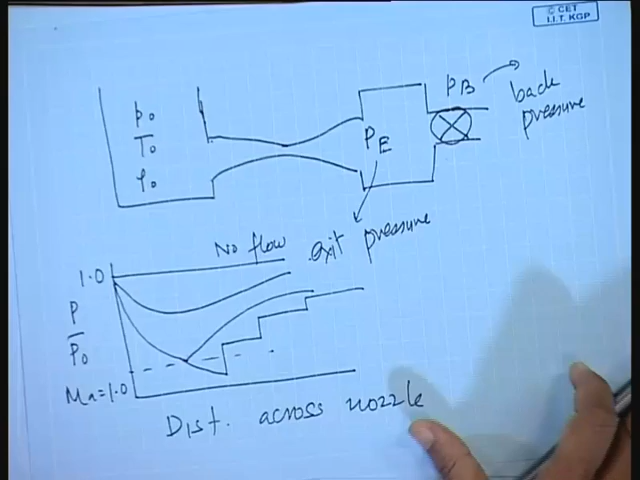 © CET
I.I.T. KGP
P0
T0
ρ0
PE
PB
back
pressure
exit pressure
No flow
1.0
P
P0
Ma=1.0
Dist. across nozzle